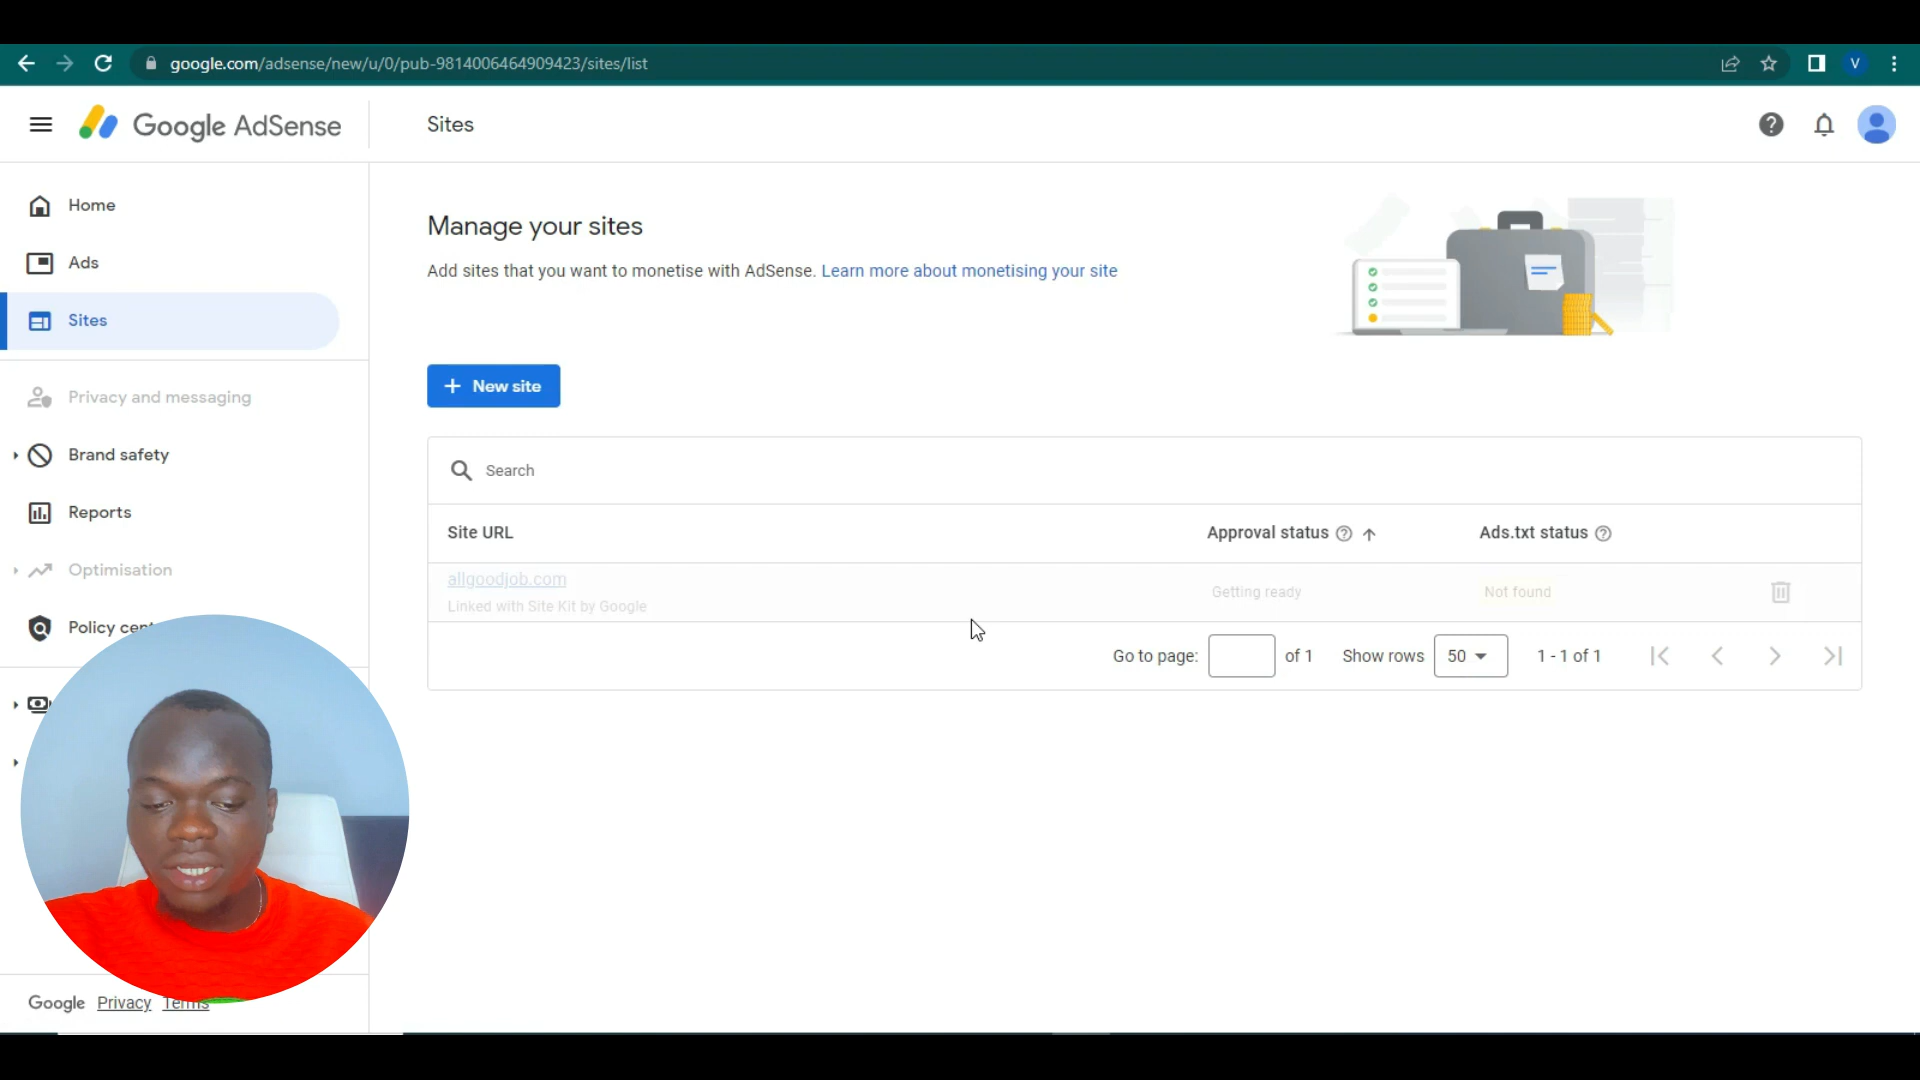 google.com/adsense/new/u/0/pub-9814006464909423/sites/list
V
Google AdSense
Sites
Home
Ads
Sites
Privacy and messaging
Brand safety
Reports
Optimisation
Policy
Manage your sites
Add sites that you want to monetise with AdSense. Learn more about monetising your site
+ New site
Search
Site URL
Approval status
Ads.txt status
allgoodjob.com
Linked with Site Kit by Google
Getting ready
Not found
Go to page:
of 1
Show rows
50
1 - 1 of 1
Google Privacy Terms